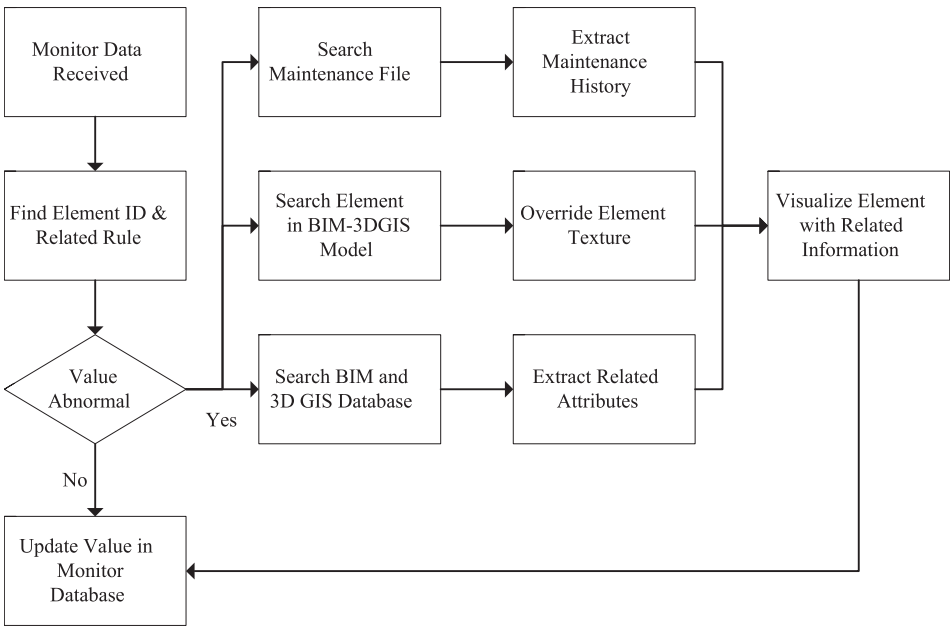 Monitor Data
Received
Search
Maintenance File
Extract
Maintenance
History
Find Element ID &
Related Rule
Search Element
in BIM-3DGIS
Model
Override Element
Texture
Visualize Element
with Related
Information
Value
Abnormal
Yes
Search BIM and
3D GIS Database
Extract Related
Attributes
No
Update Value in
Monitor
Database